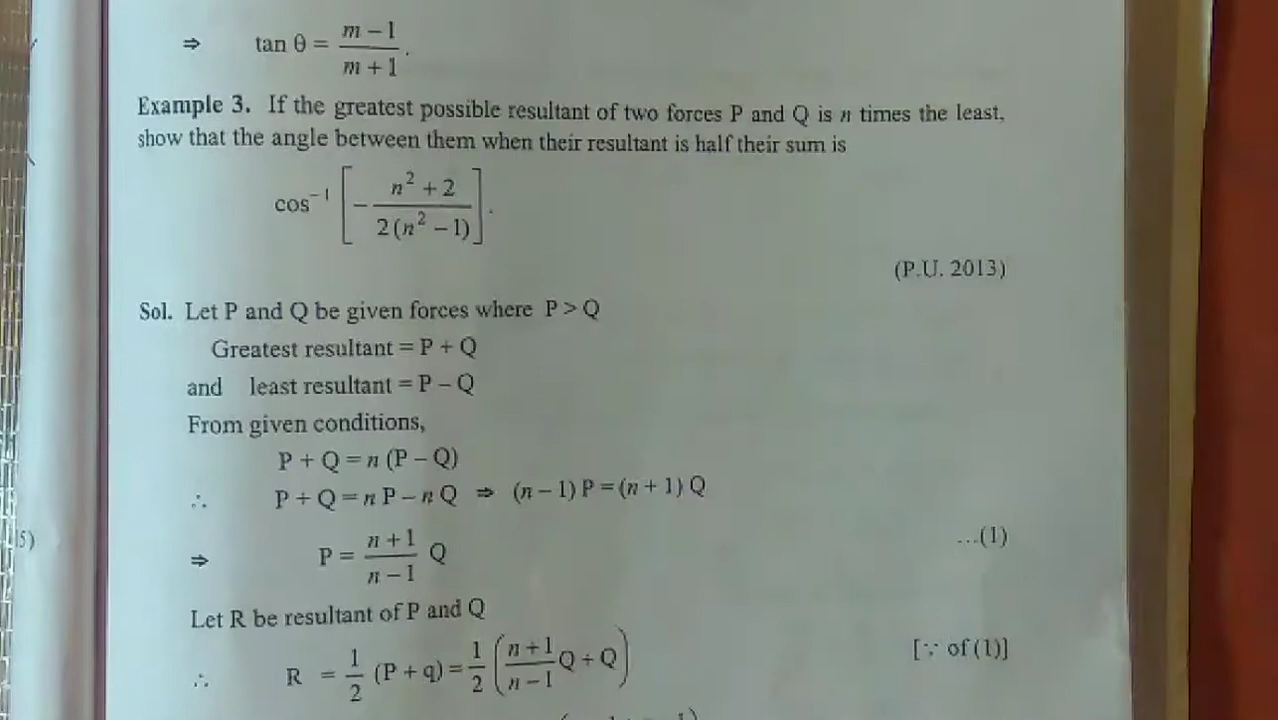 ⇒ tan θ = (m − 1)/(m + 1).
Example 3. If the greatest possible resultant of two forces P and Q is n times the least,
show that the angle between them when their resultant is half their sum is
cos⁻¹ [− (n² + 2)/(2 (n² − 1))].
(P.U. 2013)
Sol. Let P and Q be given forces where P > Q
Greatest resultant = P + Q
and least resultant = P − Q
From given conditions,
P + Q = n (P − Q)
∴ P + Q = n P − n Q ⇒ (n − 1) P = (n + 1) Q
5)
⇒ P = (n + 1)/(n − 1) Q ...(1)
Let R be resultant of P and Q
∴ R = 1/2 (P + q) = 1/2 ((n + 1)/(n − 1) Q + Q) [∵ of (1)]